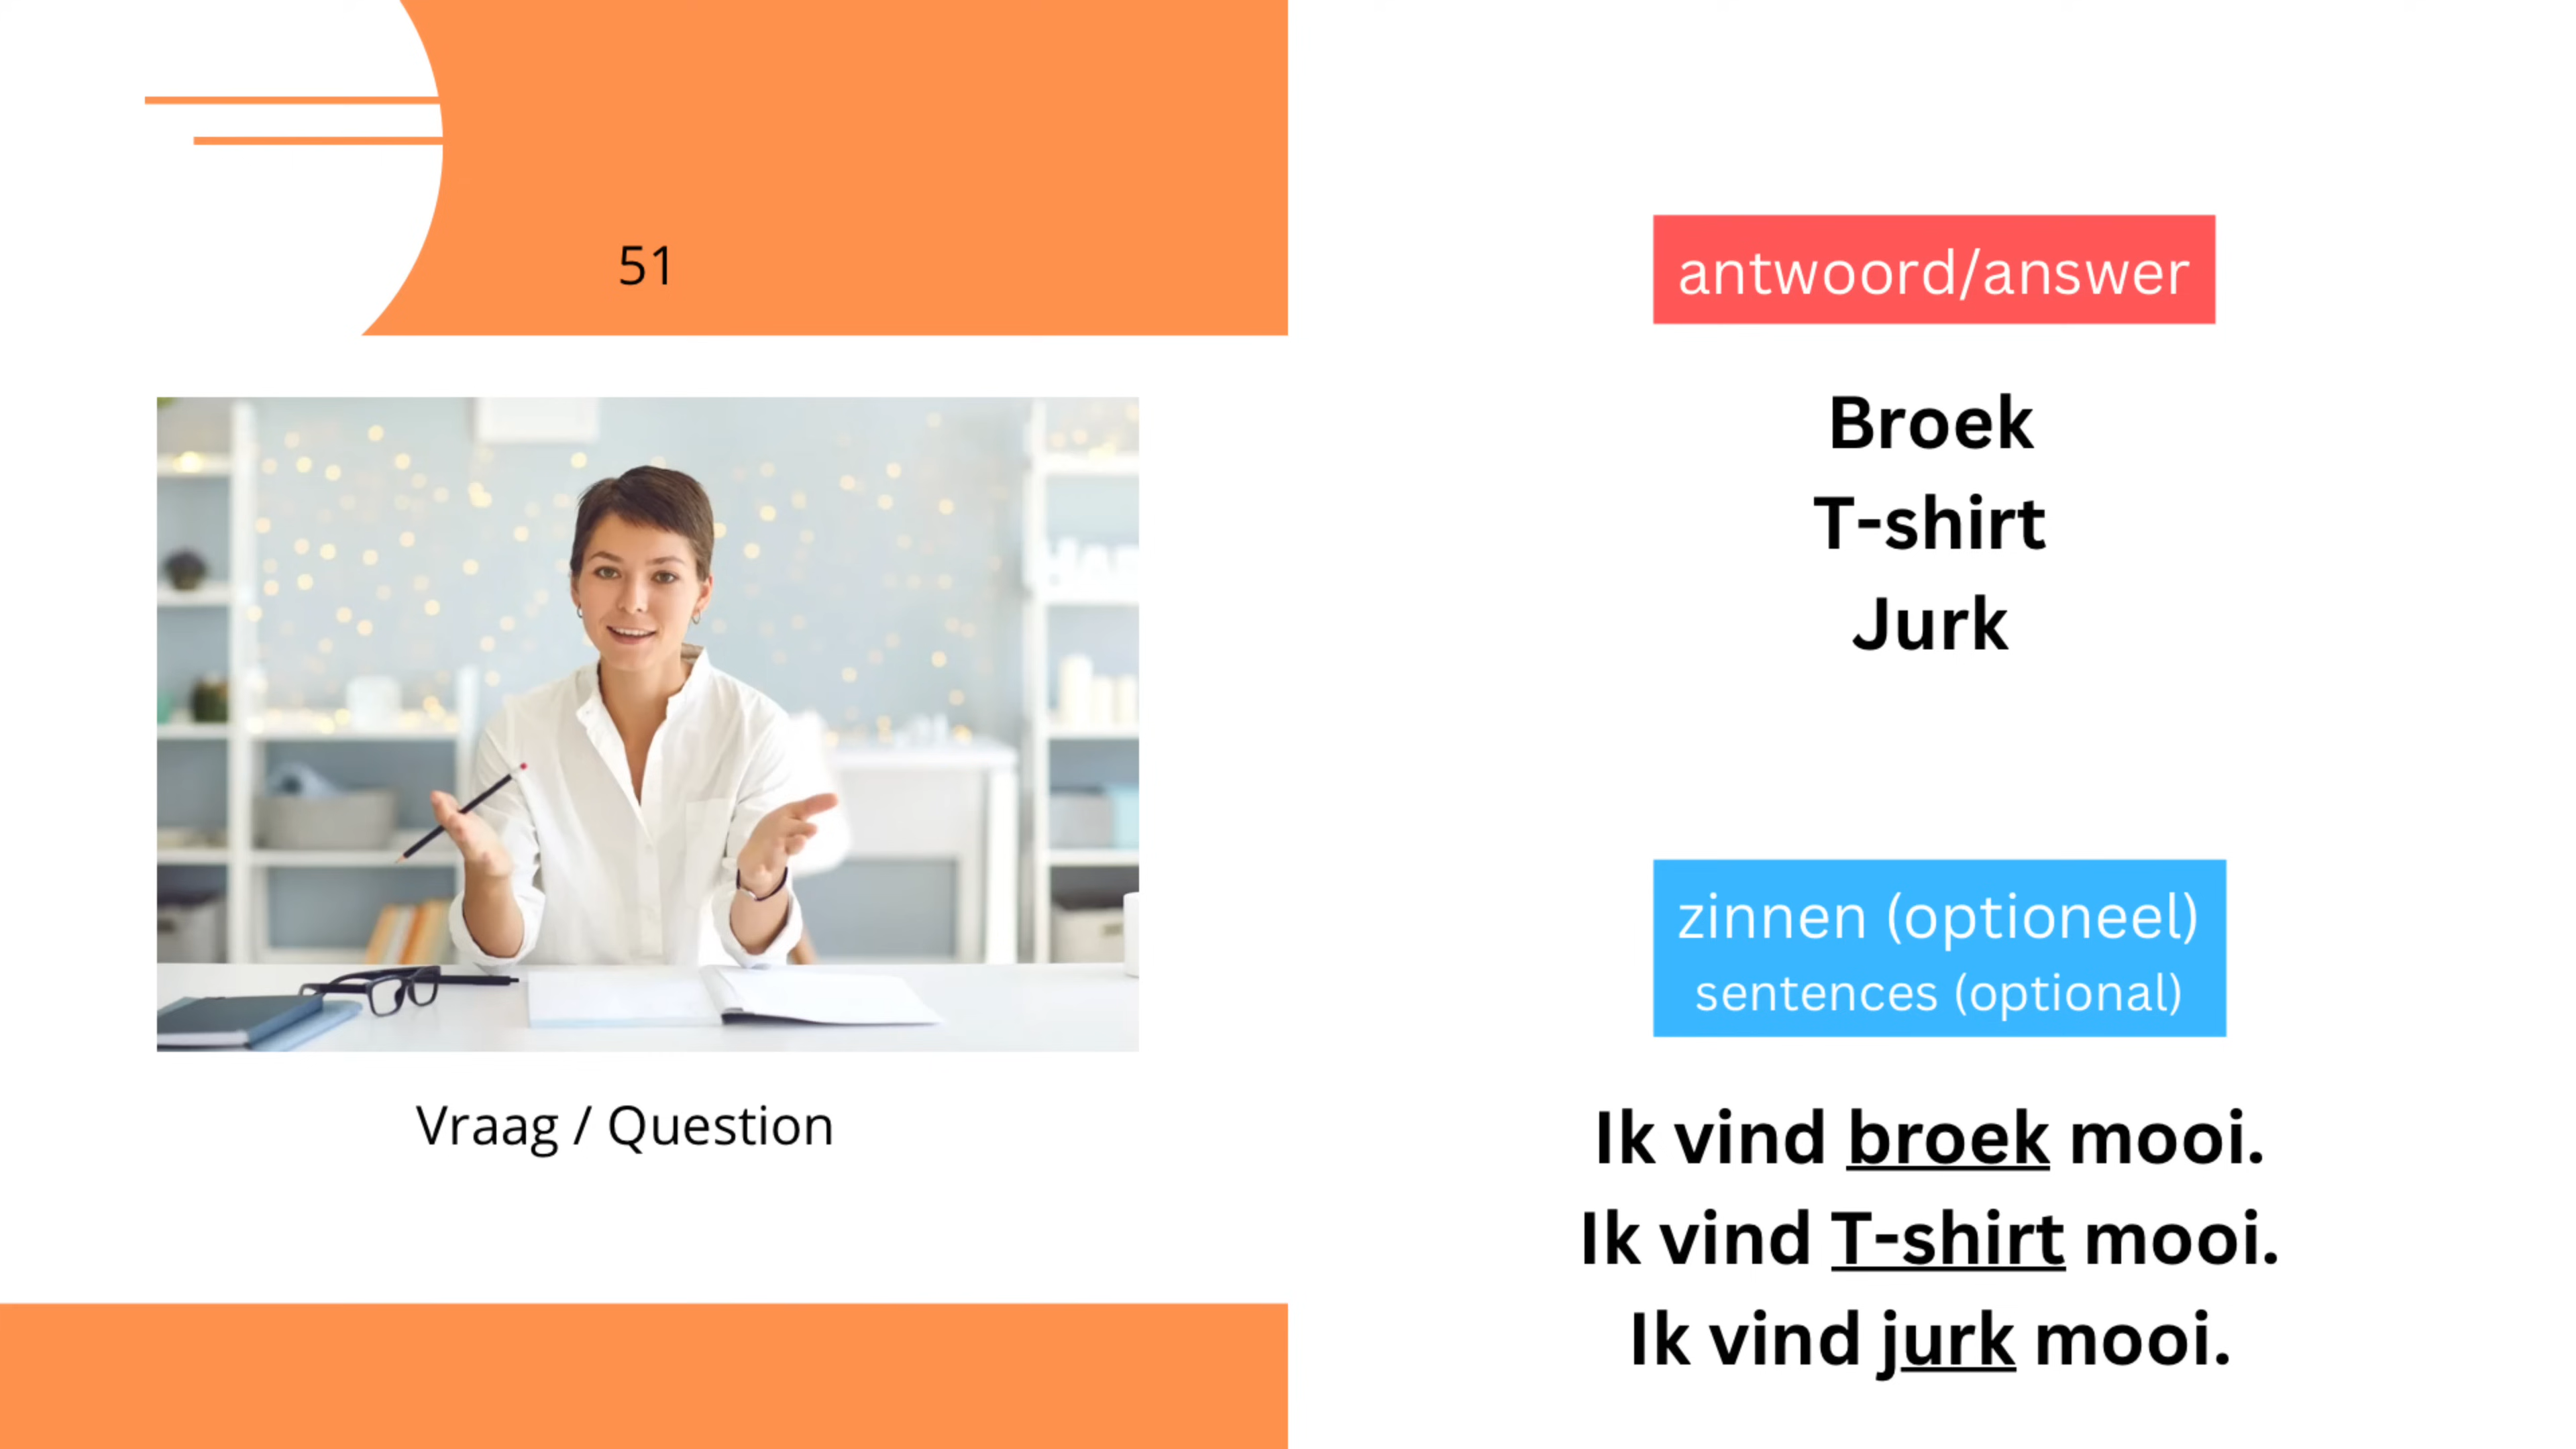 51
Vraag / Question
antwoord/answer
Broek
T-shirt
Jurk
zinnen (optioneel)
sentences (optional)
Ik vind broek mooi.
Ik vind T-shirt mooi.
Ik vind jurk mooi.